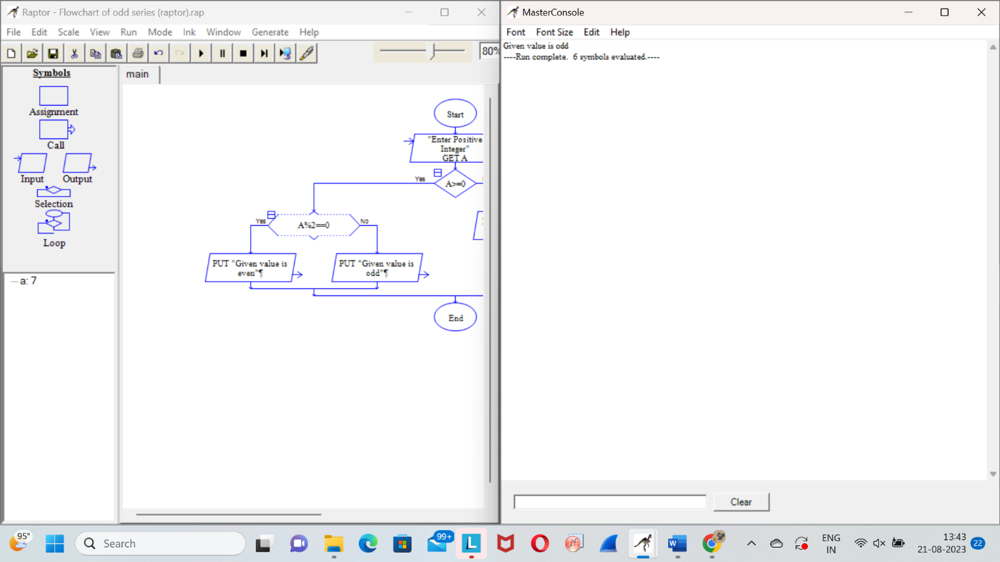 Raptor - Flowchart of odd series (raptor).rap
File Edit Scale View Run Mode Ink Window Generate Help
80%
Symbols
Assignment
Call
Input Output
Selection
Loop
a: 7
main
Start
"Enter Positive
Integer"
GET A
Yes
A>=0
Yes
A%2==0
No
PUT "Given value is
even"¶
PUT "Given value is
odd"¶
End
MasterConsole
Font Font Size Edit Help
Given value is odd
----Run complete.  6 symbols evaluated.----
Clear
95°
Search
99+
L
W
ENG
IN
13:43
21-08-2023
22